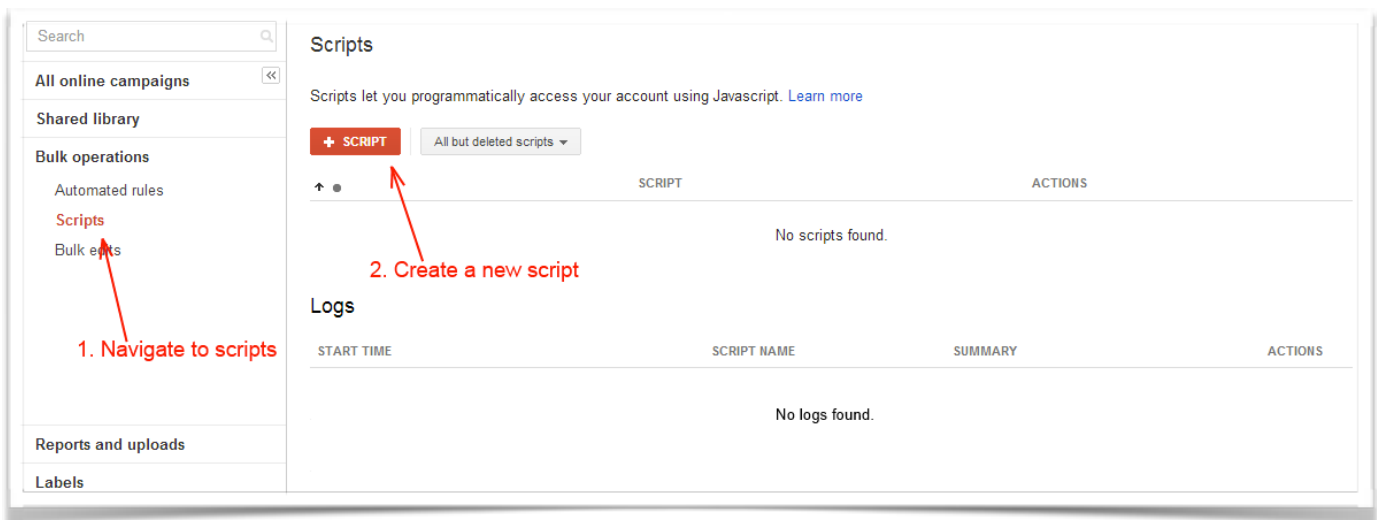 Search
All online campaigns
Shared library
Bulk operations
Automated rules
Scripts
Bulk edits
1. Navigate to scripts
Reports and uploads
Labels
Scripts
Scripts let you programmatically access your account using Javascript. Learn more
+ SCRIPT All but deleted scripts
SCRIPT ACTIONS
No scripts found.
2. Create a new script
Logs
START TIME SCRIPT NAME SUMMARY ACTIONS
No logs found.